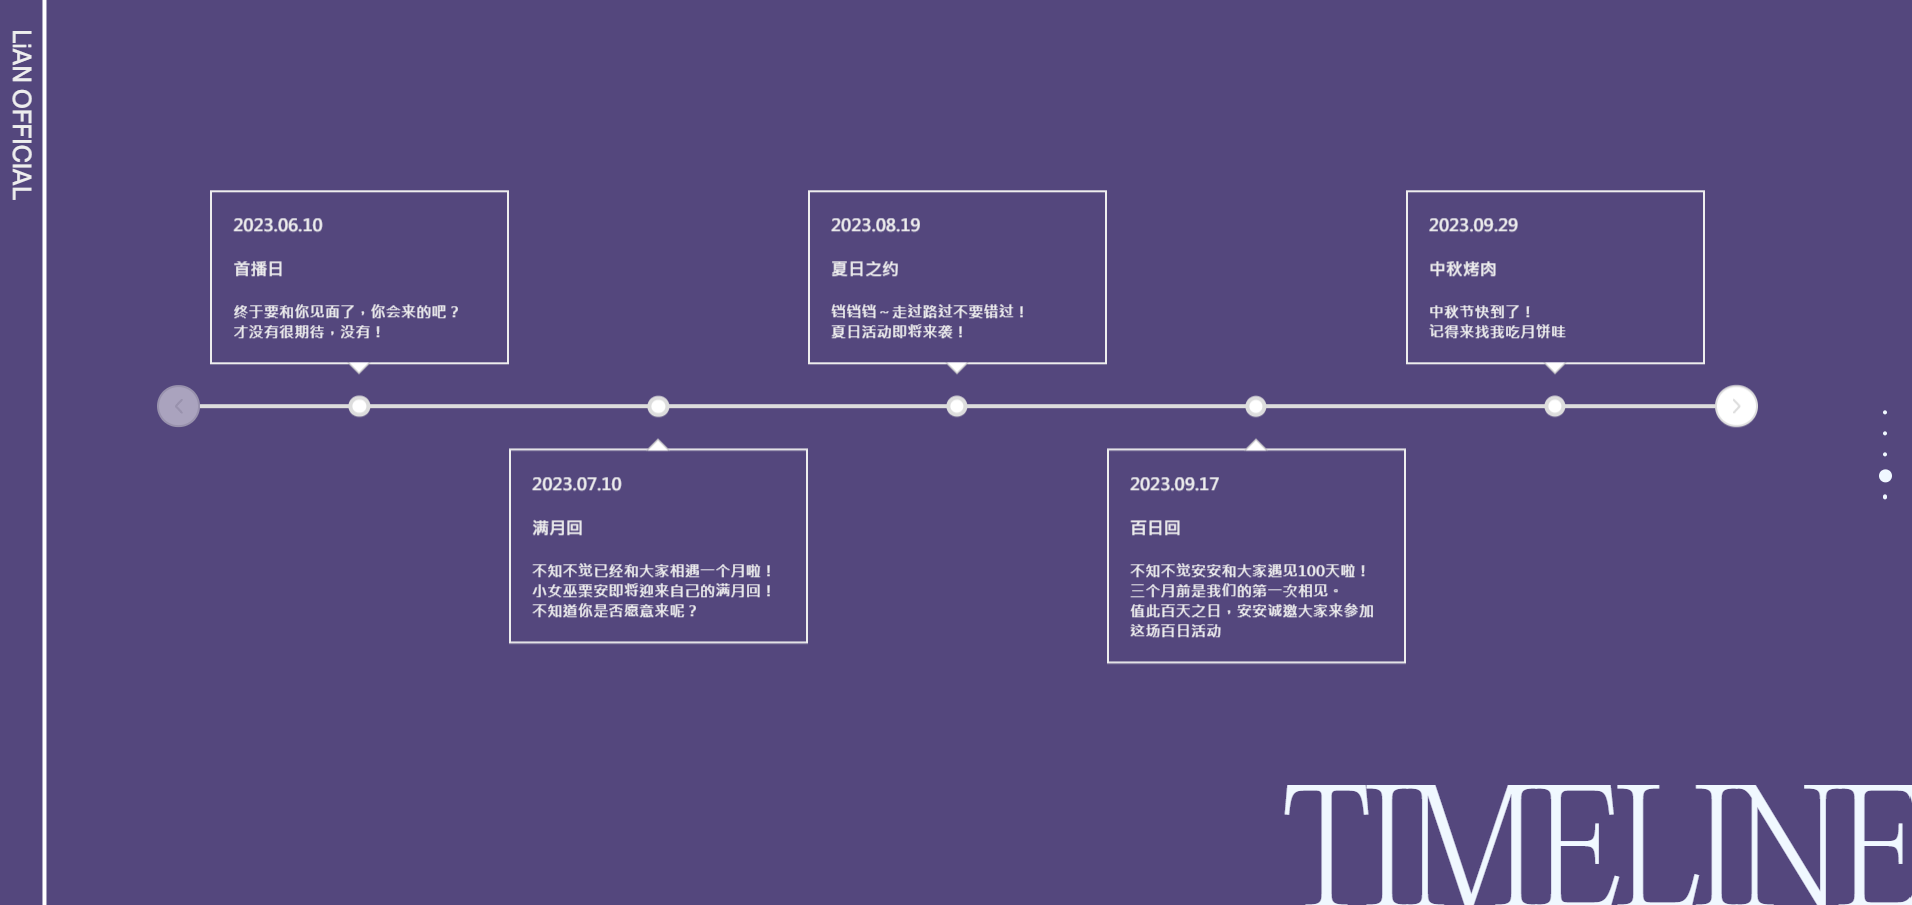 LiAN OFFICIAL
2023.06.10
首播日
终于要和你见面了，你会来的吧？
才没有很期待，没有！
2023.07.10
满月回
不知不觉已经和大家相遇一个月啦！
小女巫栗安即将迎来自己的满月回！
不知道你是否愿意来呢？
2023.08.19
夏日之约
铛铛铛～走过路过不要错过！
夏日活动即将来袭！
2023.09.17
百日回
不知不觉安安和大家遇见100天啦！
三个月前是我们的第一次相见。
值此百天之日，安安诚邀大家来参加
这场百日活动
2023.09.29
中秋烤肉
中秋节快到了！
记得来找我吃月饼哇
TIMELINE